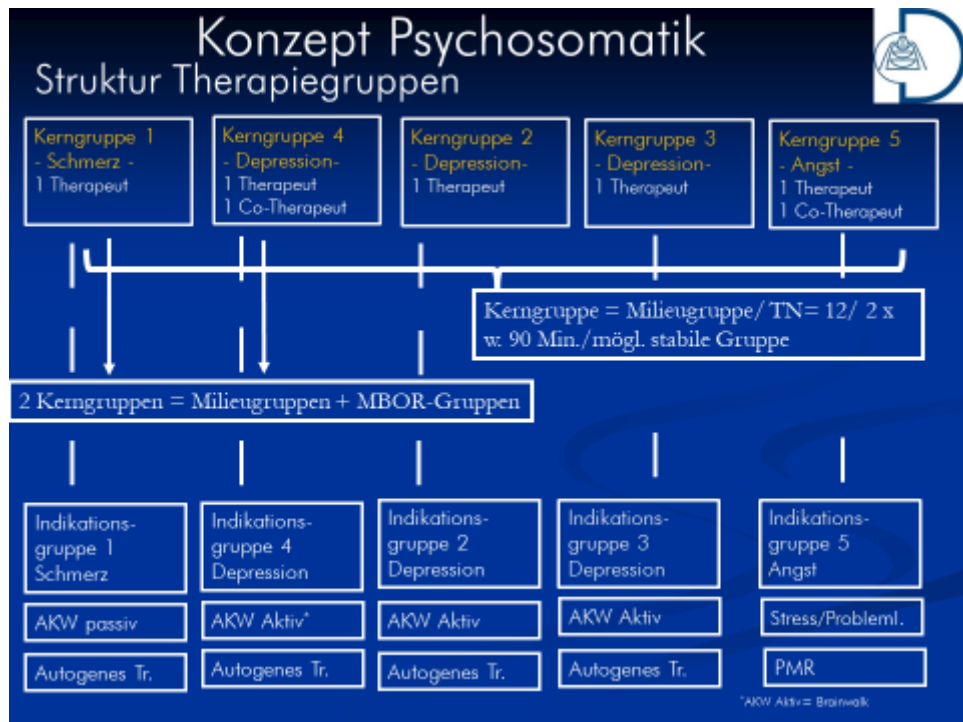 Konzept Psychosomatik
Struktur Therapiegruppen
Kerngruppe 1
- Schmerz -
1 Therapeut
Kerngruppe 4
- Depression-
1 Therapeut
1 Co-Therapeut
Kerngruppe 2
- Depression-
1 Therapeut
Kerngruppe 3
- Depression-
1 Therapeut
Kerngruppe 5
- Angst -
1 Therapeut
1 Co-Therapeut
Kerngruppe = Milieugruppe/ TN= 12/ 2 x
w. 90 Min./mögl. stabile Gruppe
2 Kerngruppen = Milieugruppen + MBOR-Gruppen
Indikations-
gruppe 1
Schmerz
Indikations-
gruppe 4
Depression
Indikations-
gruppe 2
Depression
Indikations-
gruppe 3
Depression
Indikations-
gruppe 5
Angst
AKW passiv
AKW Aktiv*
AKW Aktiv
AKW Aktiv
Stress/Probleml.
Autogenes Tr.
Autogenes Tr.
Autogenes Tr.
Autogenes Tr.
PMR
*AKW Aktiv= Brainwalk